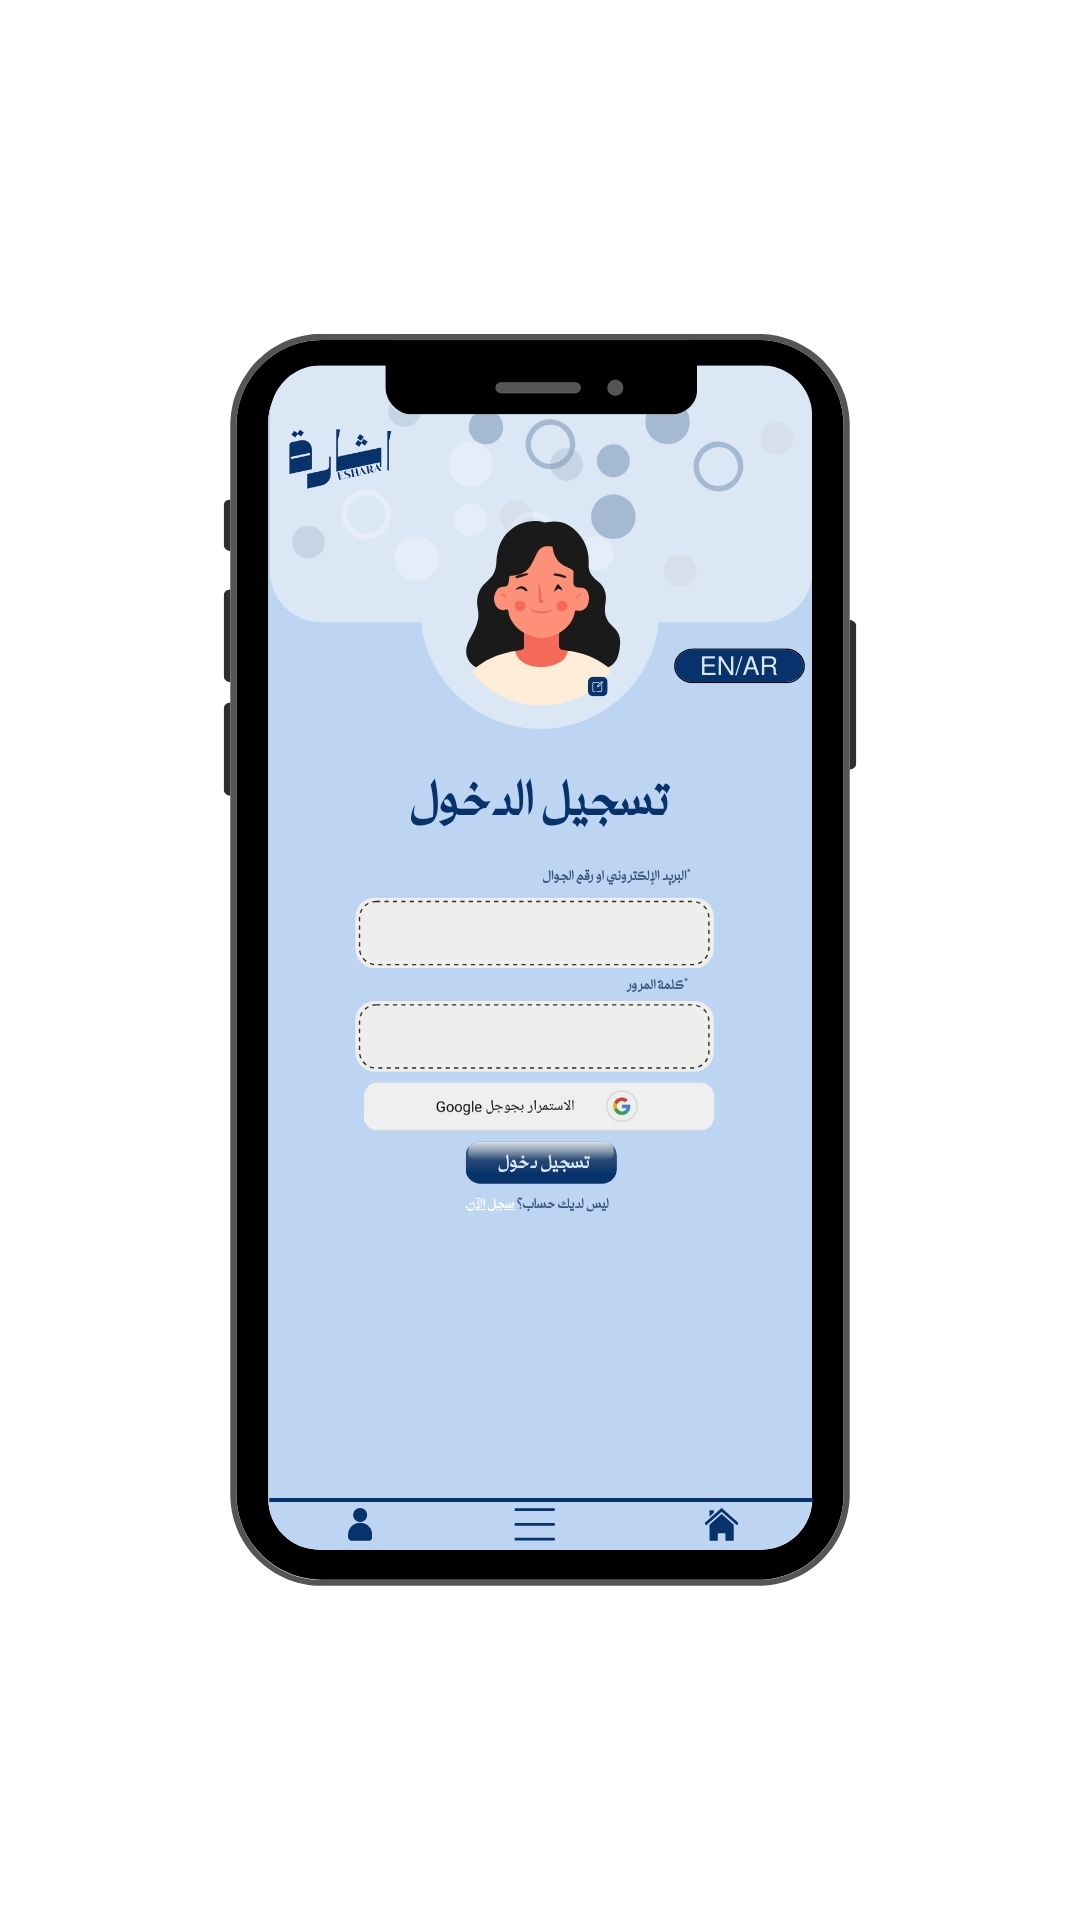 اشارة
ESHARA
EN/AR
تسجيل الدخول
*البريد الإلكتروني او رقم الجوال
*كلمة المرور
الاستمرار بجوجل Google
تسجيل دخول
ليس لديك حساب؟ سجل الآن.